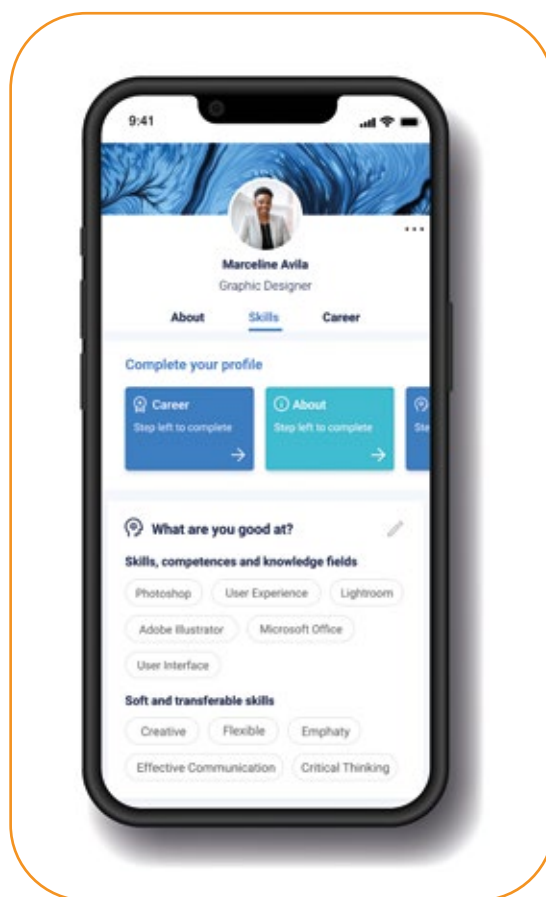 9:41
Marceline Avila
Graphic Designer
About Skills Career
Complete your profile
Career About
Step left to complete Step left to complete Ste
What are you good at?
Skills, competences and knowledge fields
Photoshop User Experience Lightroom
Adobe Illustrator Microsoft Office
User Interface
Soft and transferable skills
Creative Flexible Emphaty
Effective Communication Critical Thinking